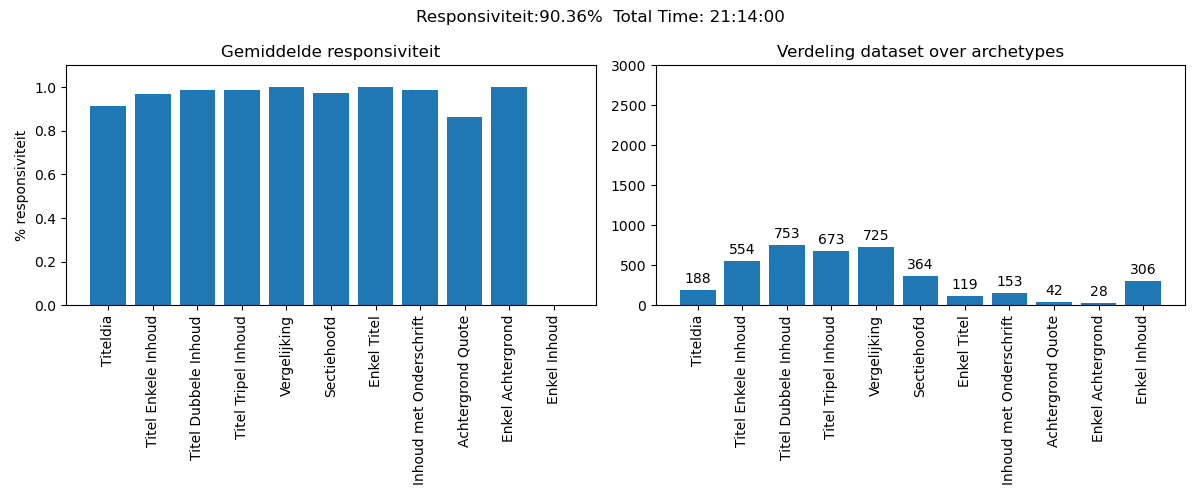 Responsiviteit:90.36%  Total Time: 21:14:00
Gemiddelde responsiviteit
% responsiviteit
1.0
0.8
0.6
0.4
0.2
0.0
Titeldia
Titel Enkele Inhoud
Titel Dubbele Inhoud
Titel Tripel Inhoud
Vergelijking
Sectiehoofd
Enkel Titel
Inhoud met Onderschrift
Achtergrond Quote
Enkel Achtergrond
Enkel Inhoud
Verdeling dataset over archetypes
3000
2500
2000
1500
1000
500
0
188
554
753
673
725
364
119
153
42
28
306
Titeldia
Titel Enkele Inhoud
Titel Dubbele Inhoud
Titel Tripel Inhoud
Vergelijking
Sectiehoofd
Enkel Titel
Inhoud met Onderschrift
Achtergrond Quote
Enkel Achtergrond
Enkel Inhoud